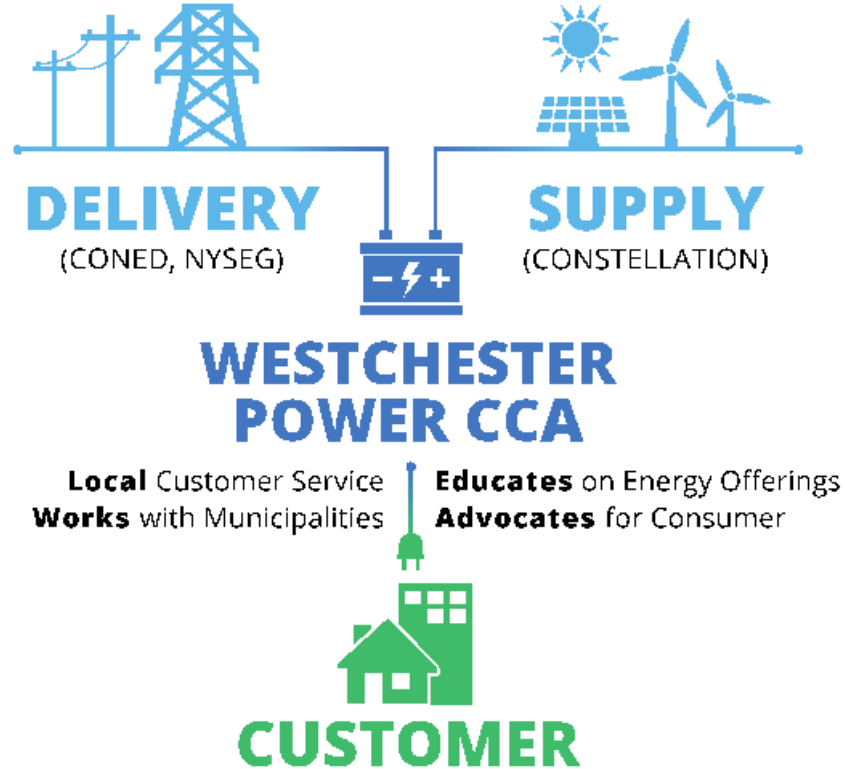 DELIVERY
(CONED, NYSEG)
SUPPLY
(CONSTELLATION)
WESTCHESTER
POWER CCA
Local Customer Service
Works with Municipalities
Educates on Energy Offerings
Advocates for Consumer
CUSTOMER